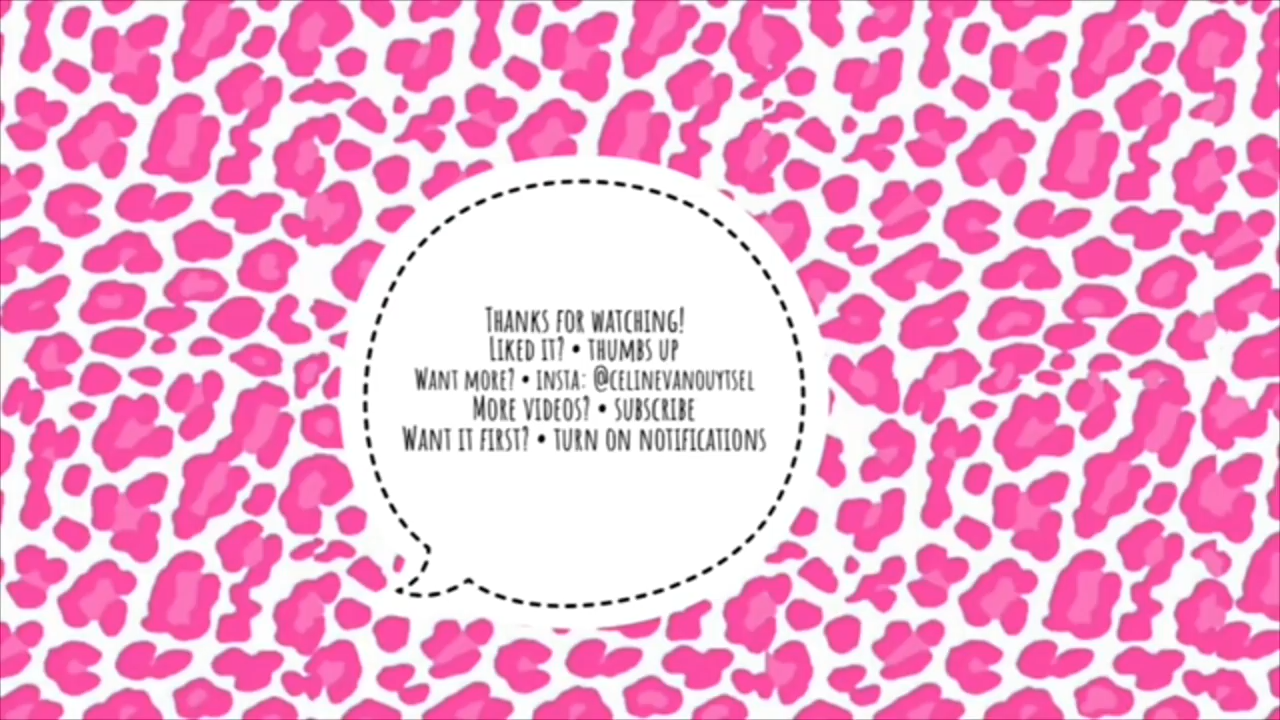 Thanks for watching!
Liked it? • thumbs up
Want more? • insta: @celinevanouytsel
More videos? • subscribe
Want it first? • turn on notifications